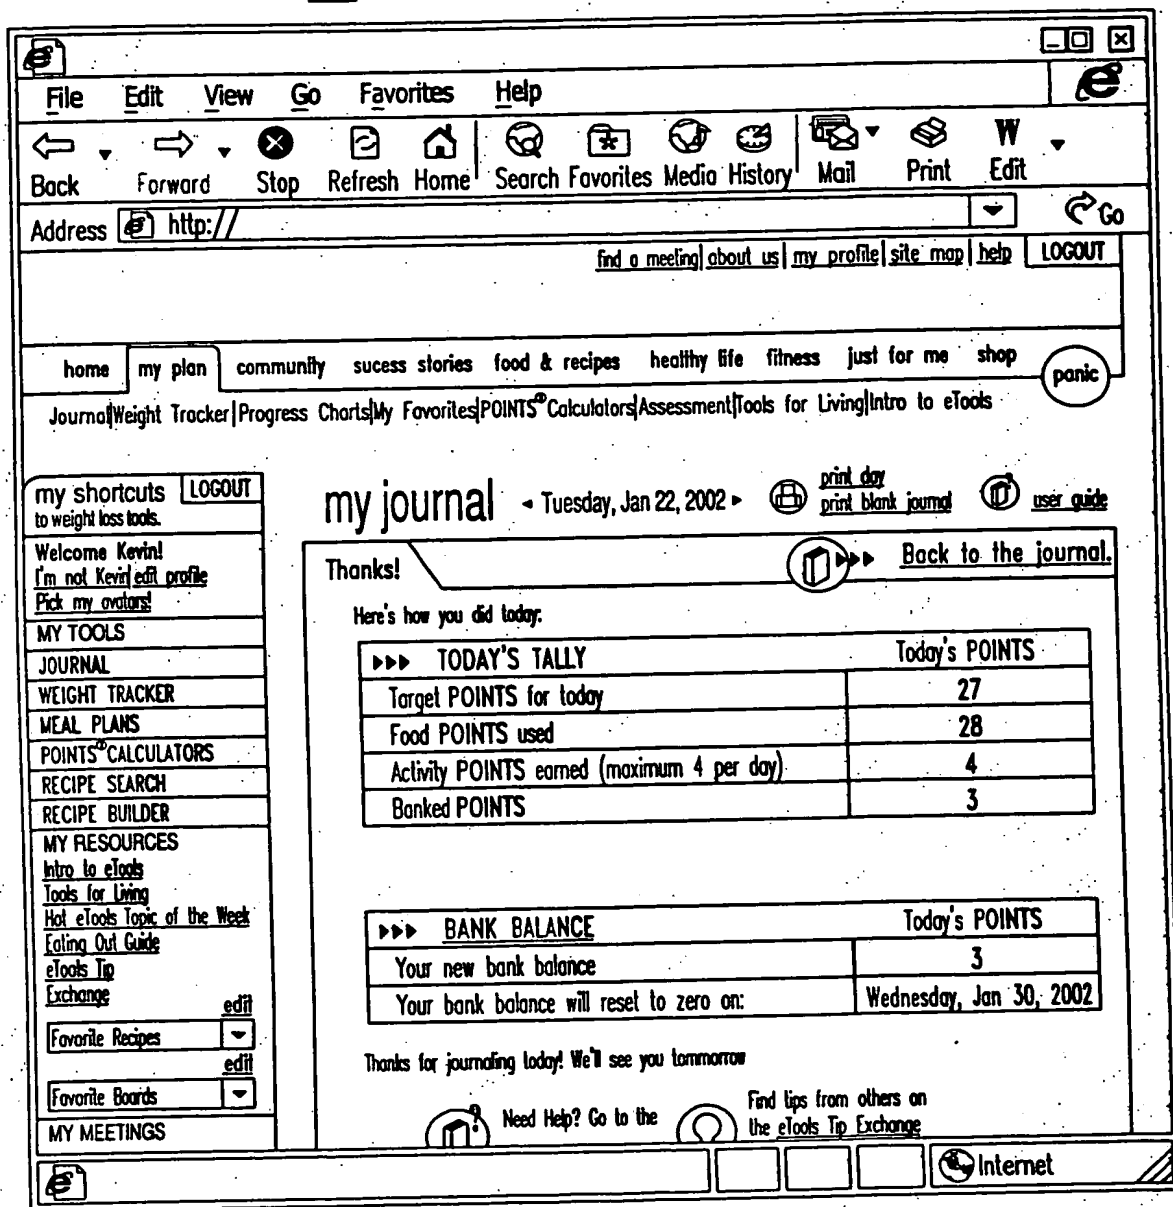 File Edit View Go Favorites Help
Back Forward Stop Refresh Home Search Favorites Media History Mail Print Edit
Address http:// Go
find a meeting| about us| my profile| site map| help LOGOUT
home my plan community sucess stories food & recipes healthy life fitness just for me shop panic
Journal|Weight Tracker|Progress Charts|My Favorites|POINTS® Calculators|Assessment|Tools for Living|Intro to eTools
my shortcuts LOGOUT
to weight loss tools.
Welcome Kevin!
I'm not Kevin| edit profile
Pick my avatars!
MY TOOLS
JOURNAL
WEIGHT TRACKER
MEAL PLANS
POINTS® CALCULATORS
RECIPE SEARCH
RECIPE BUILDER
MY RESOURCES
Intro to eTools
Tools for Living
Hot eTools Topic of the Week
Eating Out Guide
eTools Tip
Exchange
edit
Favorite Recipes
edit
Favorite Boards
MY MEETINGS
my journal Tuesday, Jan 22, 2002
print day
print blank journal
user guide
Thanks!
Back to the journal.
Here's how you did today:
TODAY'S TALLY Today's POINTS
Target POINTS for today 27
Food POINTS used 28
Activity POINTS earned (maximum 4 per day) 4
Banked POINTS 3
BANK BALANCE Today's POINTS
Your new bank balance 3
Your bank balance will reset to zero on: Wednesday, Jan 30, 2002
Thanks for journaling today! We'll see you tommorrow
Need Help? Go to the
Find tips from others on
the eTools Tip Exchange
Internet